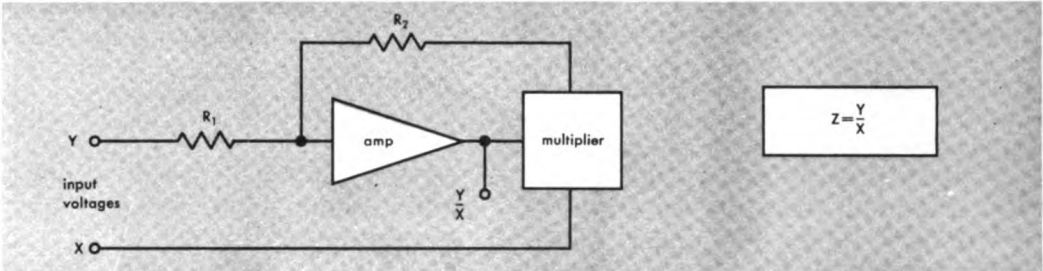 R₂
R₁
Y
amp
multiplier
Z=Y/X
input
voltages
Y/X
X